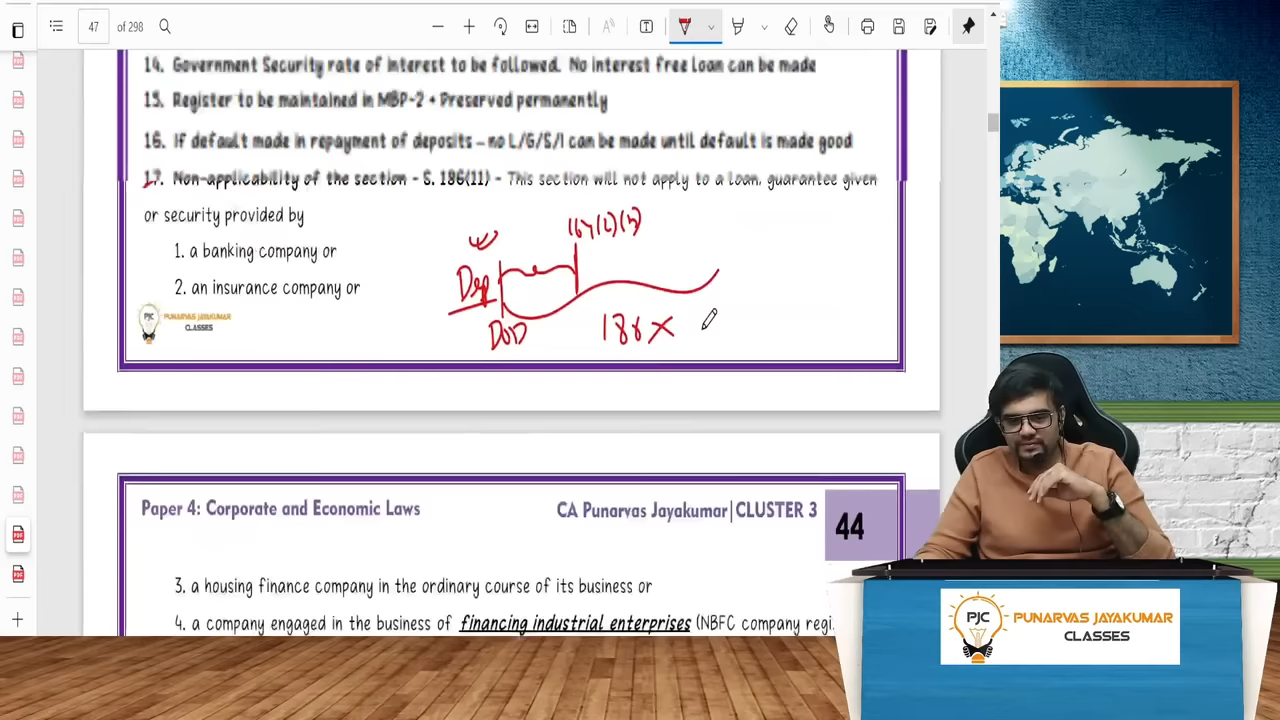 47 of 298
14. Government Security rate of interest to be followed. No interest free loan can be made
15. Register to be maintained in MBP-2 + Preserved permanently
16. If default made in repayment of deposits – no L/G/S/I can be made until default is made good
17. Non-applicability of the section - S. 186(11) - This section will not apply to a loan, guarantee given
or security provided by
1. a banking company or
2. an insurance company or
164(2)(b)
Dep
DOD
186 X
PJC PUNARVAS JAYAKUMAR
CLASSES
Paper 4: Corporate and Economic Laws
CA Punarvas Jayakumar|CLUSTER 3
44
3. a housing finance company in the ordinary course of its business or
4. a company engaged in the business of financing industrial enterprises (NBFC company regi.
PJC PUNARVAS JAYAKUMAR
CLASSES